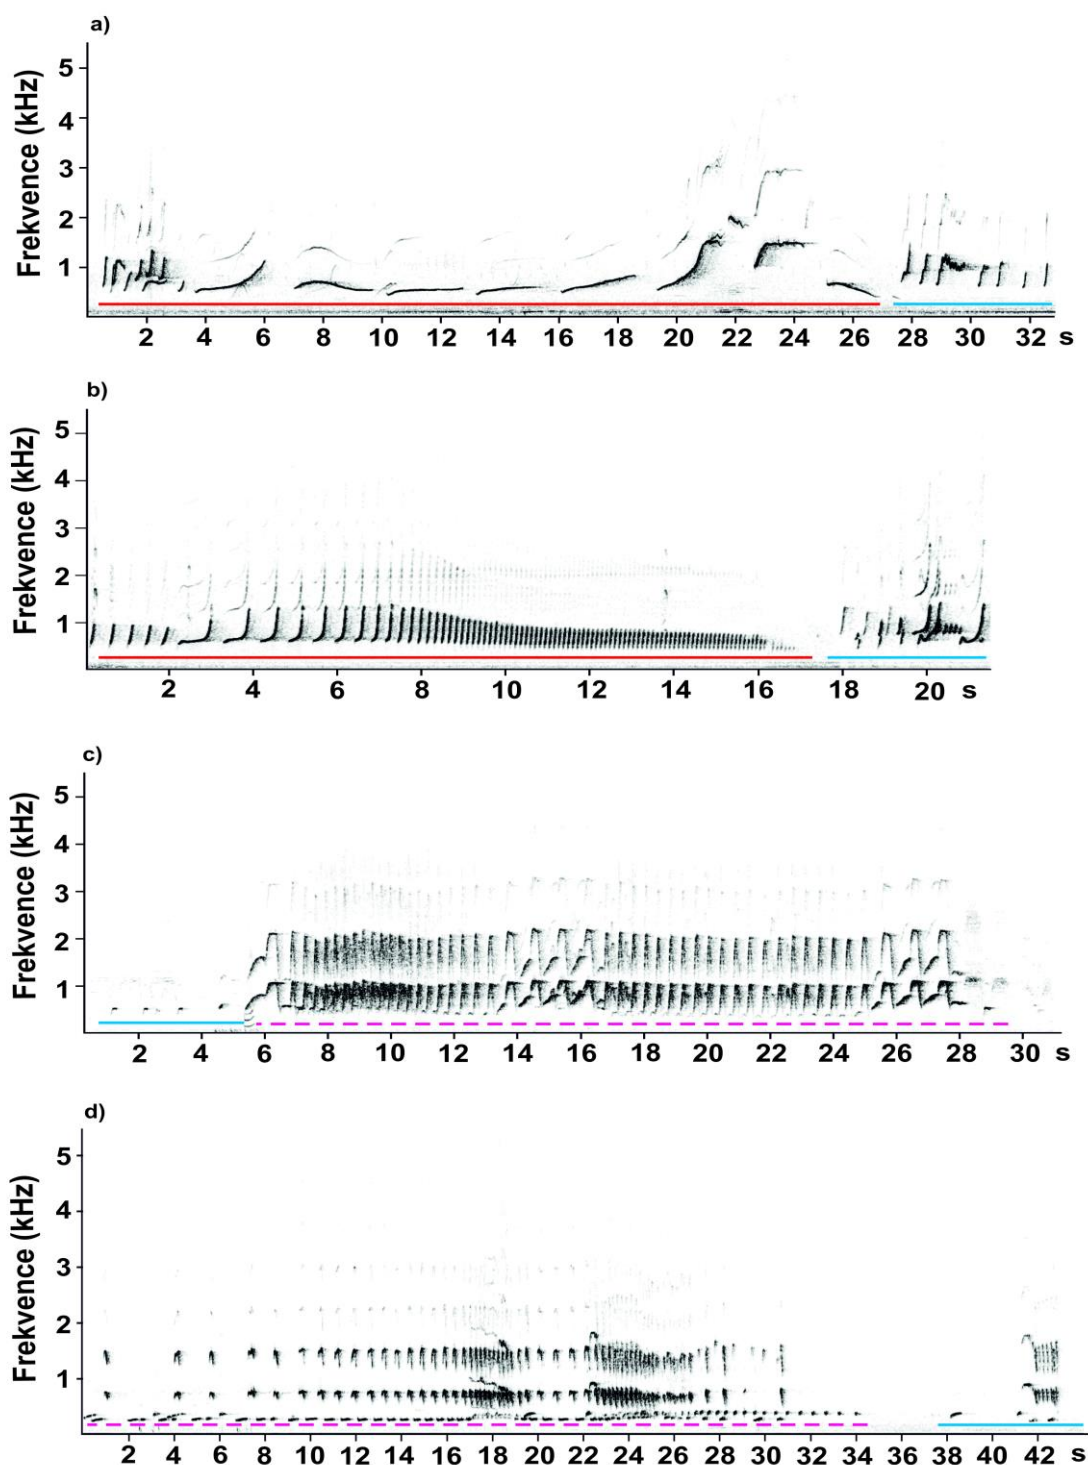 a)
Frekvence (kHz)
5
4
3
2
1
2 4 6 8 10 12 14 16 18 20 22 24 26 28 30 32 s
b)
Frekvence (kHz)
5
4
3
2
1
2 4 6 8 10 12 14 16 18 20 s
c)
Frekvence (kHz)
5
4
3
2
1
2 4 6 8 10 12 14 16 18 20 22 24 26 28 30 s
d)
Frekvence (kHz)
5
4
3
2
1
2 4 6 8 10 12 14 16 18 20 22 24 26 28 30 32 34 36 38 40 42 s